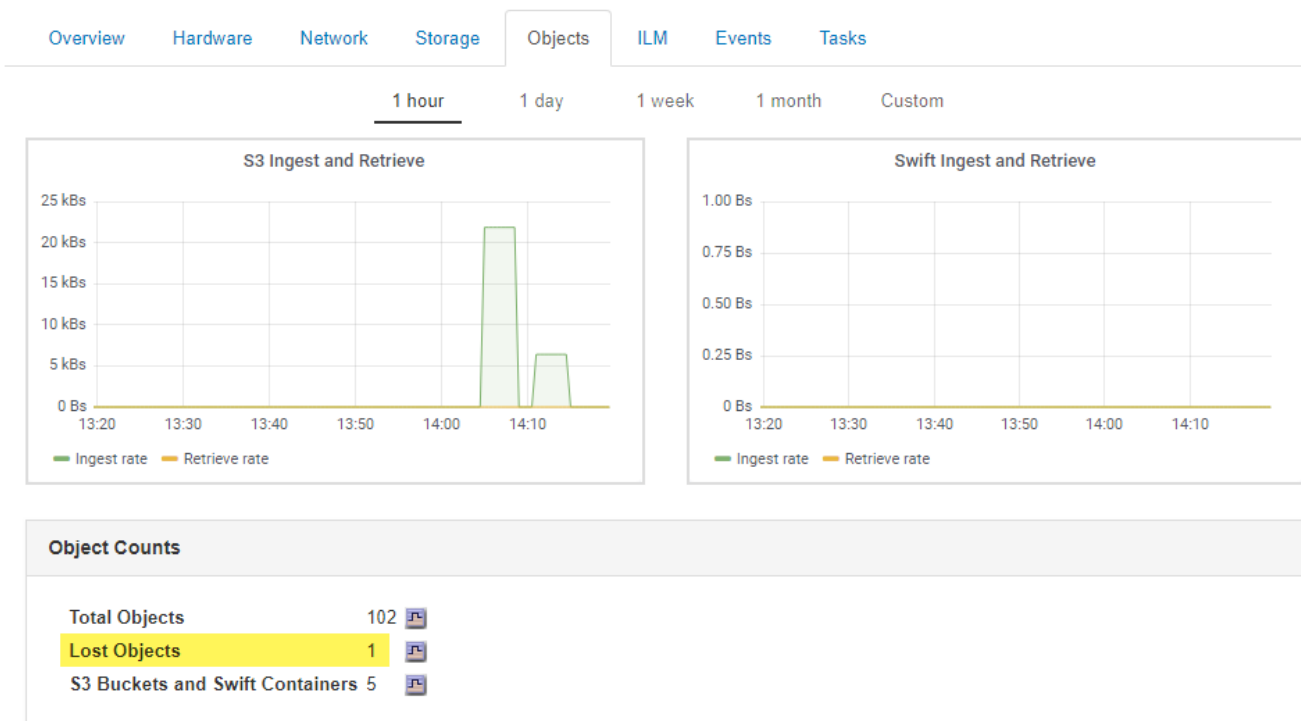 Overview Hardware Network Storage Objects ILM Events Tasks
1 hour 1 day 1 week 1 month Custom
S3 Ingest and Retrieve
25 kBs
20 kBs
15 kBs
10 kBs
5 kBs
0 Bs
13:20 13:30 13:40 13:50 14:00 14:10
Ingest rate Retrieve rate
Swift Ingest and Retrieve
1.00 Bs
0.75 Bs
0.50 Bs
0.25 Bs
0 Bs
13:20 13:30 13:40 13:50 14:00 14:10
Ingest rate Retrieve rate
Object Counts
Total Objects 102
Lost Objects 1
S3 Buckets and Swift Containers 5